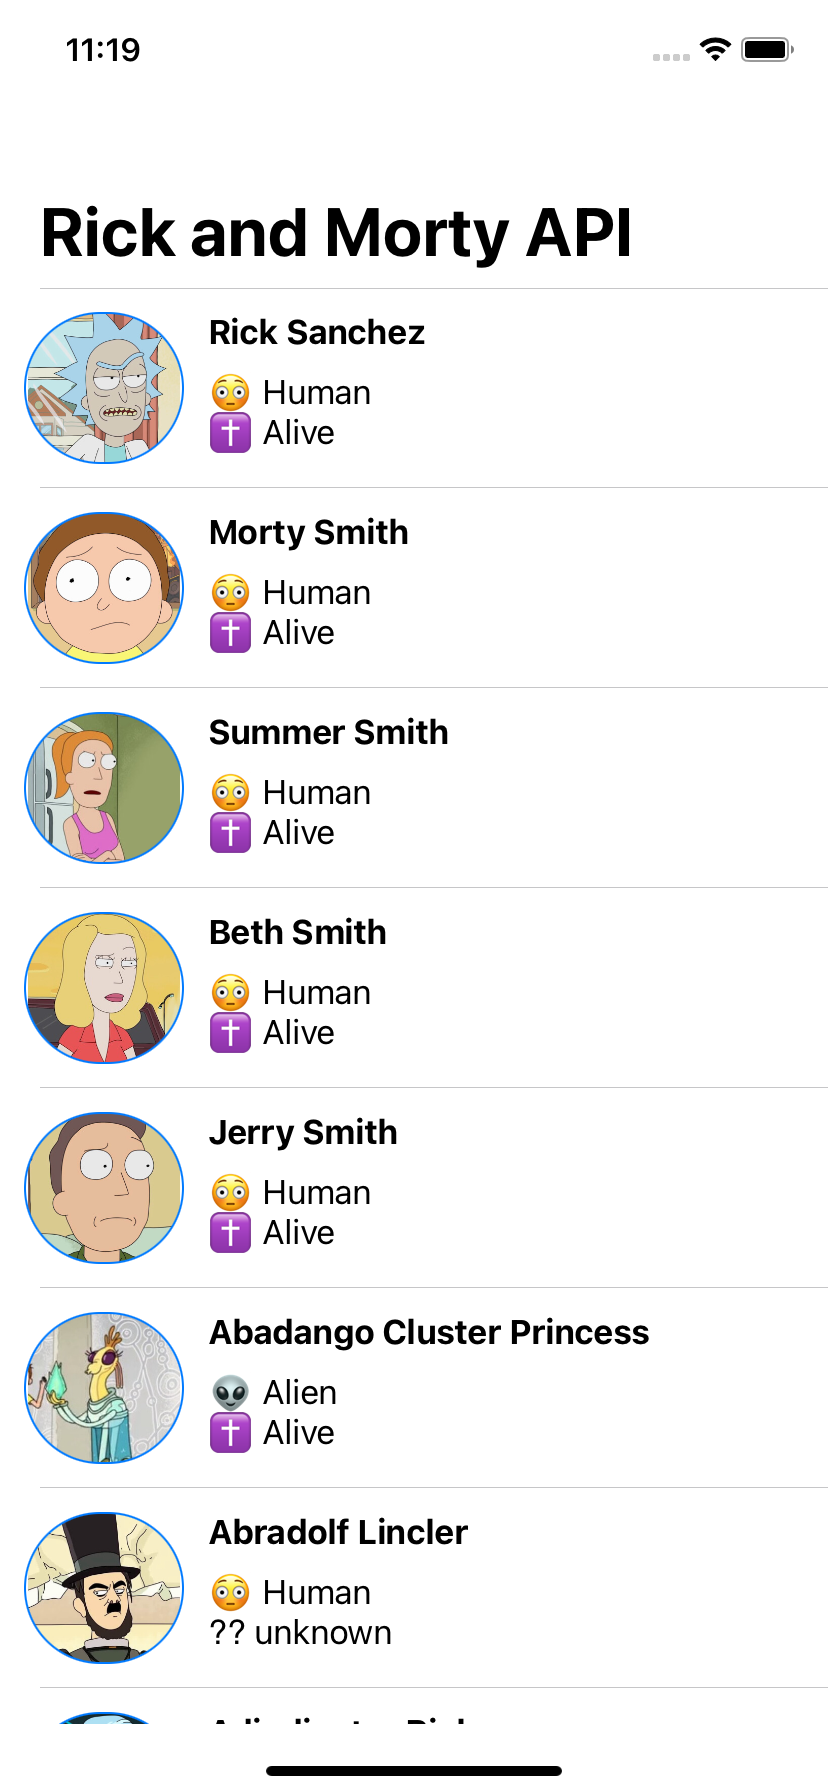 11:19
Rick and Morty API
Rick Sanchez
😳 Human
✝️ Alive
Morty Smith
😳 Human
✝️ Alive
Summer Smith
😳 Human
✝️ Alive
Beth Smith
😳 Human
✝️ Alive
Jerry Smith
😳 Human
✝️ Alive
Abadango Cluster Princess
👽 Alien
✝️ Alive
Abradolf Lincler
😳 Human
?? unknown